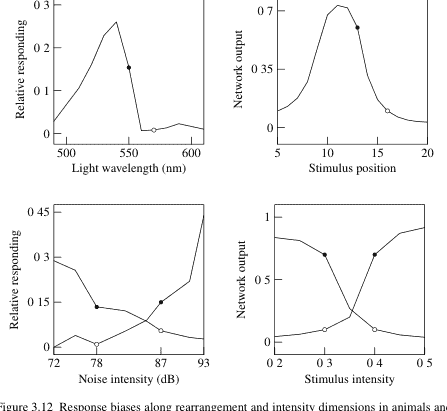 0 3
0 2
0 1
0
Relative responding
500 550 600
Light wavelength (nm)
0 7
0 35
0
Network output
5 10 15 20
Stimulus position
0 45
0 3
0 15
0
Relative responding
72 78 87 93
Noise intensity (dB)
1
0 5
0
Network output
0 2 0 3 0 4 0 5
Stimulus intensity
igure 3.12 Response biases along rearrangement and intensity dimensions in animals an